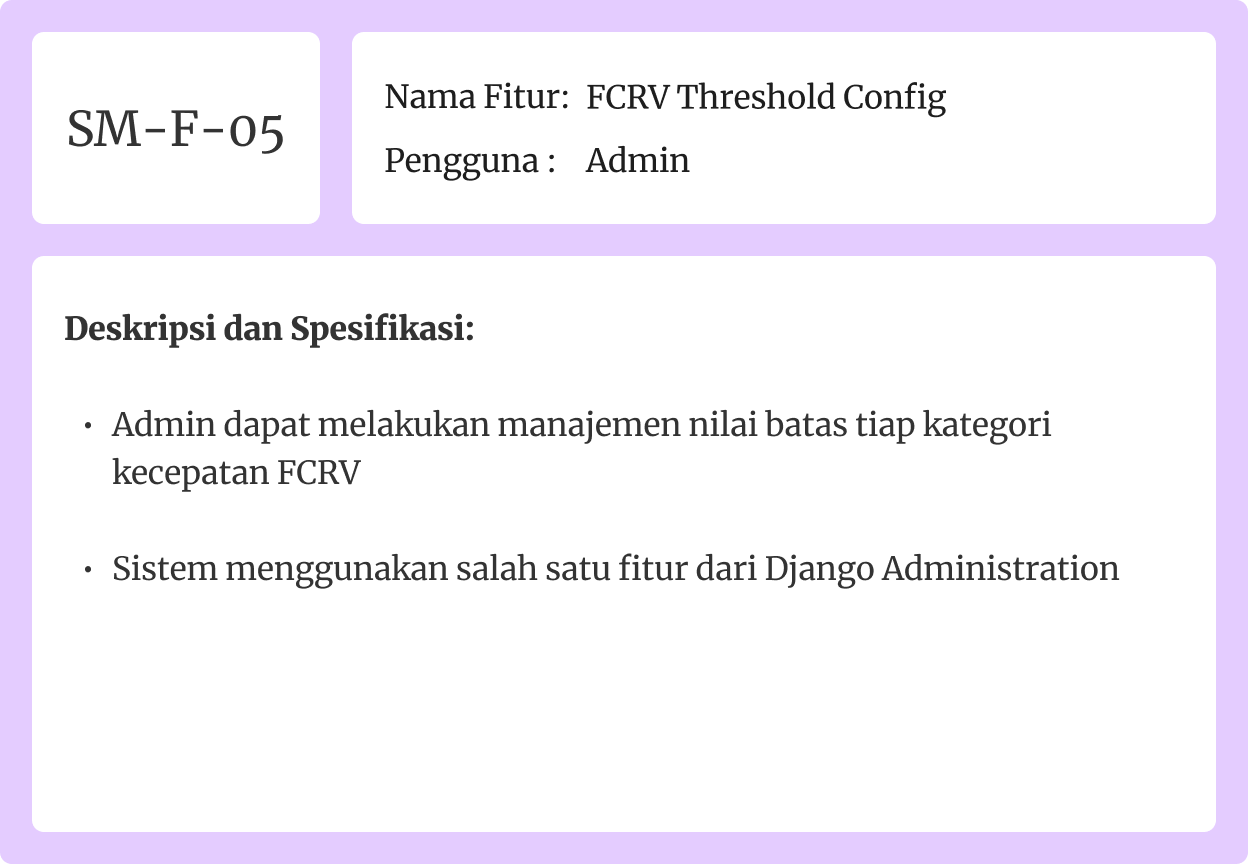 SM-F-05
Nama Fitur: FCRV Threshold Config
Pengguna : Admin
Deskripsi dan Spesifikasi:
• Admin dapat melakukan manajemen nilai batas tiap kategori
kecepatan FCRV
• Sistem menggunakan salah satu fitur dari Django Administration